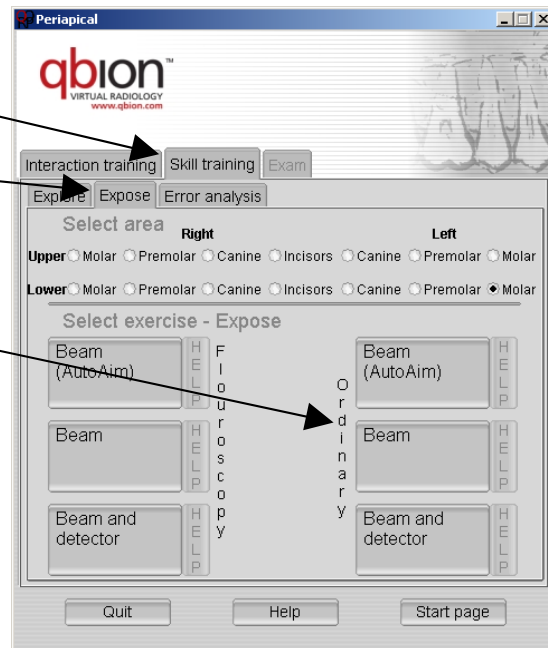 Periapical
qbion™
VIRTUAL RADIOLOGY
www.qbion.com
Interaction training Skill training Exam
Explore Expose Error analysis
Select area
Right Left
Upper Molar Premolar Canine Incisors Canine Premolar Molar
Lower Molar Premolar Canine Incisors Canine Premolar Molar
Select exercise - Expose
Beam
(AutoAim)
HELP
Flouroscopy
Ordinary
Beam
(AutoAim)
HELP
Beam
HELP
Beam
HELP
Beam and
detector
HELP
Beam and
detector
HELP
Quit Help Start page